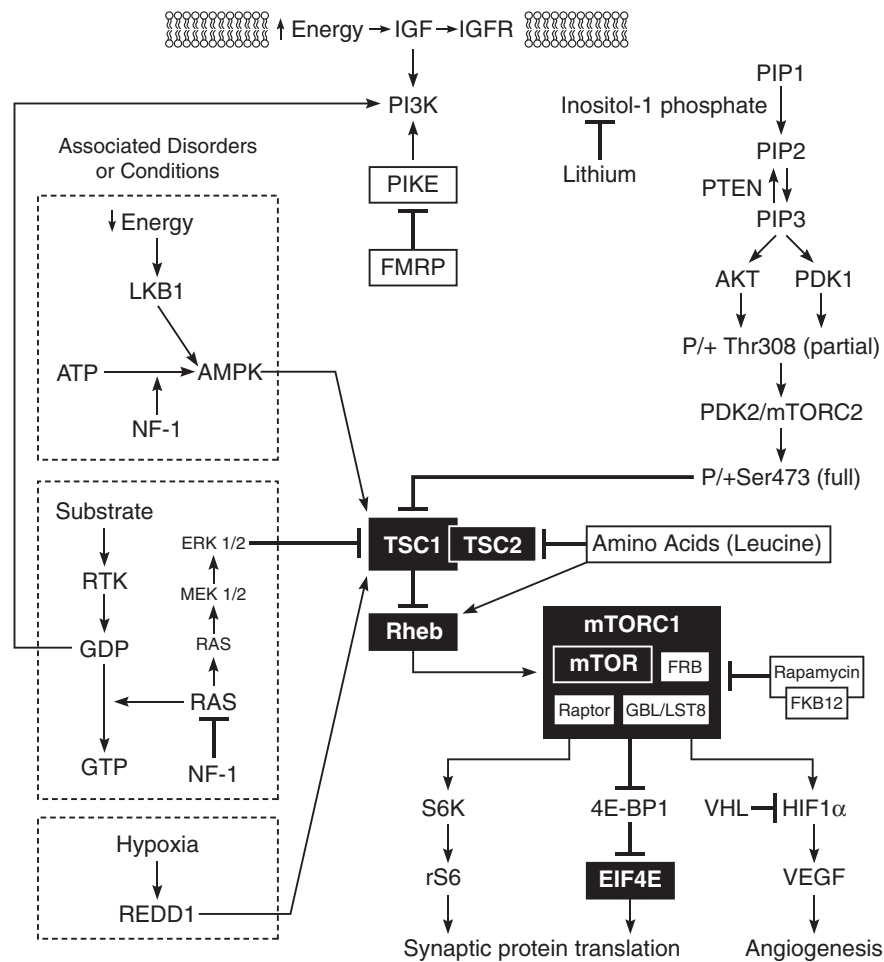 Energy IGF IGFR
PI3K
PIKE
FMRP
PIP1
Inositol-1 phosphate
Lithium
PIP2
PTEN
PIP3
AKT PDK1
P/+ Thr308 (partial)
PDK2/mTORC2
P/+Ser473 (full)
Associated Disorders
or Conditions
Energy
LKB1
ATP AMPK
NF-1
Substrate
ERK 1/2
RTK
MEK 1/2
GDP
RAS
RAS
GTP
NF-1
Hypoxia
REDD1
TSC1 TSC2
Amino Acids (Leucine)
Rheb
mTORC1
mTOR FRB
Raptor GBL/LST8
Rapamycin
FKB12
S6K 4E-BP1 VHL HIF1α
rS6 EIF4E VEGF
Synaptic protein translation Angiogenesis